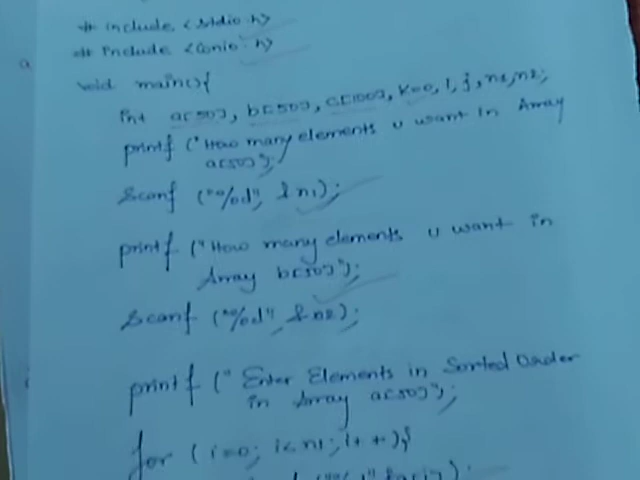 # include <stdio.h>
# include <conio.h>
void main(){
int a[50], b[50], c[100], k=0, i, j, n1, n2;
printf ("How many elements u want in Array
a[50]");
Scanf ("%d", &n1);
printf ("How many elements u want in
Array b[50]");
Scanf ("%d", &n2);
printf (" Enter Elements in Sorted Order
in Array a[50]");
for (i=0; i<n1; i++){